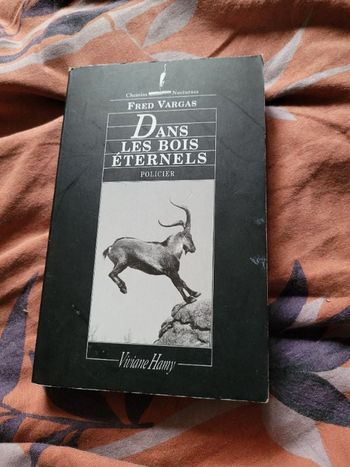 Chemins Nocturnes
FRED VARGAS
DANS
LES BOIS
ÉTERNELS
POLICIER
Viviane Hamy